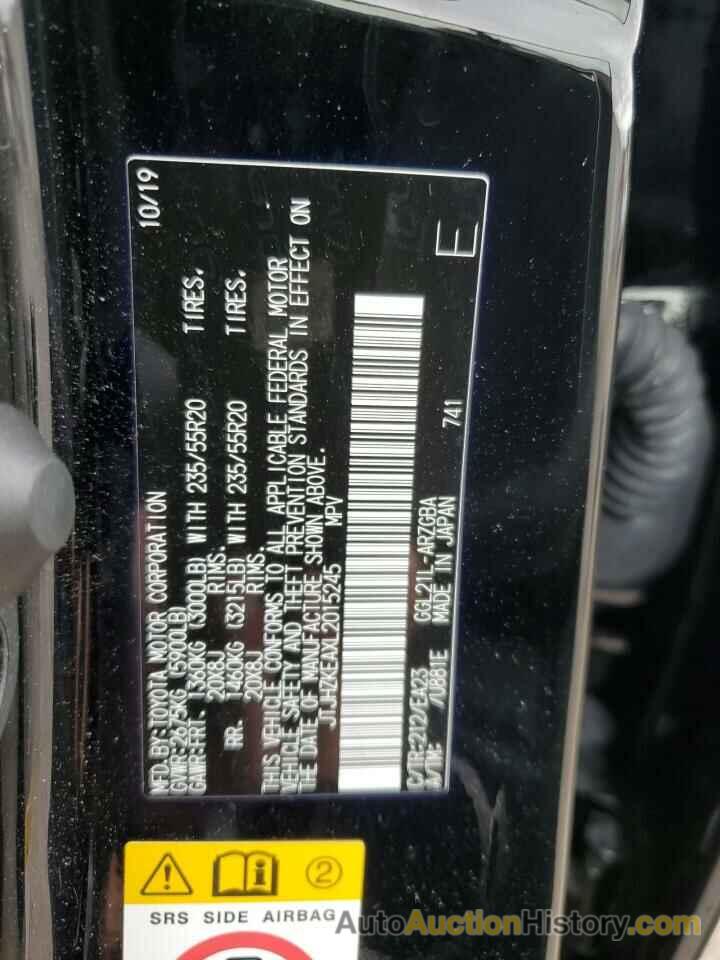 MFD.BY:TOYOTA MOTOR CORPORATION 10/19
GVWR:2675KG (5900LB)
GAWR:FRT. 1360KG (3000LB) WITH 235/55R20 TIRES,
20X8J RIMS.
RR. 1460KG (3215LB) WITH 235/55R20 TIRES,
20X8J RIMS.
THIS VEHICLE CONFORMS TO ALL APPLICABLE FEDERAL MOTOR
VEHICLE SAFETY AND THEFT PREVENTION STANDARDS IN EFFECT ON
THE DATE OF MANUFACTURE SHOWN ABOVE.
JTJHZKEAXL2015245 MPV
C/TR:212/EA23 GGL21L-ARZGBA 741
A/TM: /U881E MADE IN JAPAN
E
2
SRS SIDE AIRBAG
AutoAuctionHistory.com